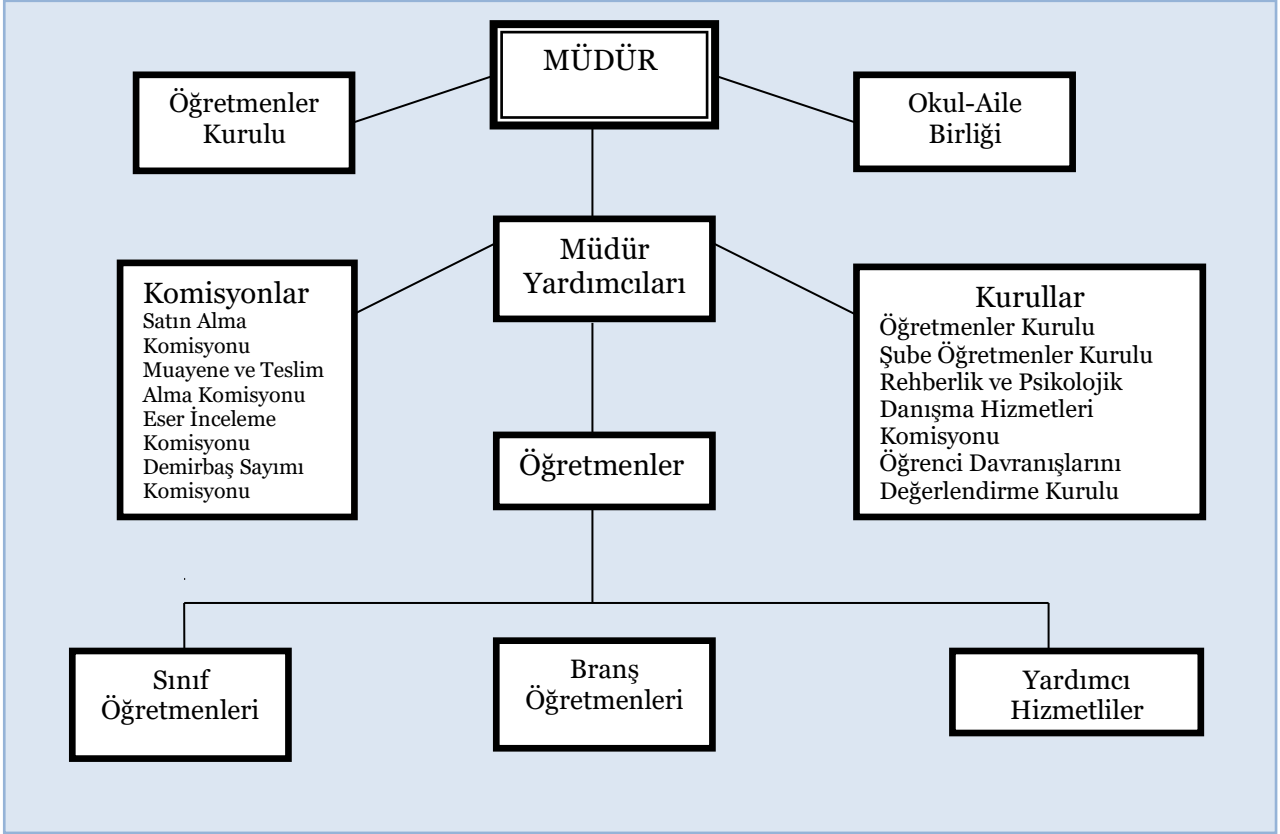 MÜDÜR
Öğretmenler
Kurulu
Okul-Aile
Birliği
Müdür
Yardımcıları
Komisyonlar
Satın Alma
Komisyonu
Muayene ve Teslim
Alma Komisyonu
Eser İnceleme
Komisyonu
Demirbaş Sayımı
Komisyonu
Kurullar
Öğretmenler Kurulu
Şube Öğretmenler Kurulu
Rehberlik ve Psikolojik
Danışma Hizmetleri
Komisyonu
Öğrenci Davranışlarını
Değerlendirme Kurulu
Öğretmenler
Sınıf
Öğretmenleri
Branş
Öğretmenleri
Yardımcı
Hizmetliler